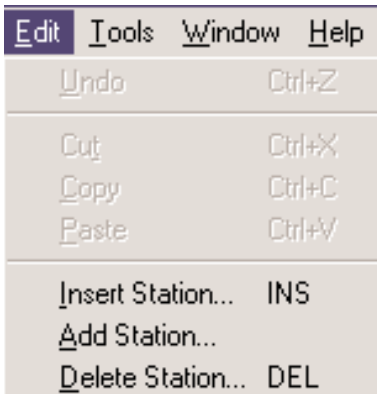 Edit Tools Window Help
Undo Ctrl+Z
Cut Ctrl+X
Copy Ctrl+C
Paste Ctrl+V
Insert Station... INS
Add Station...
Delete Station... DEL